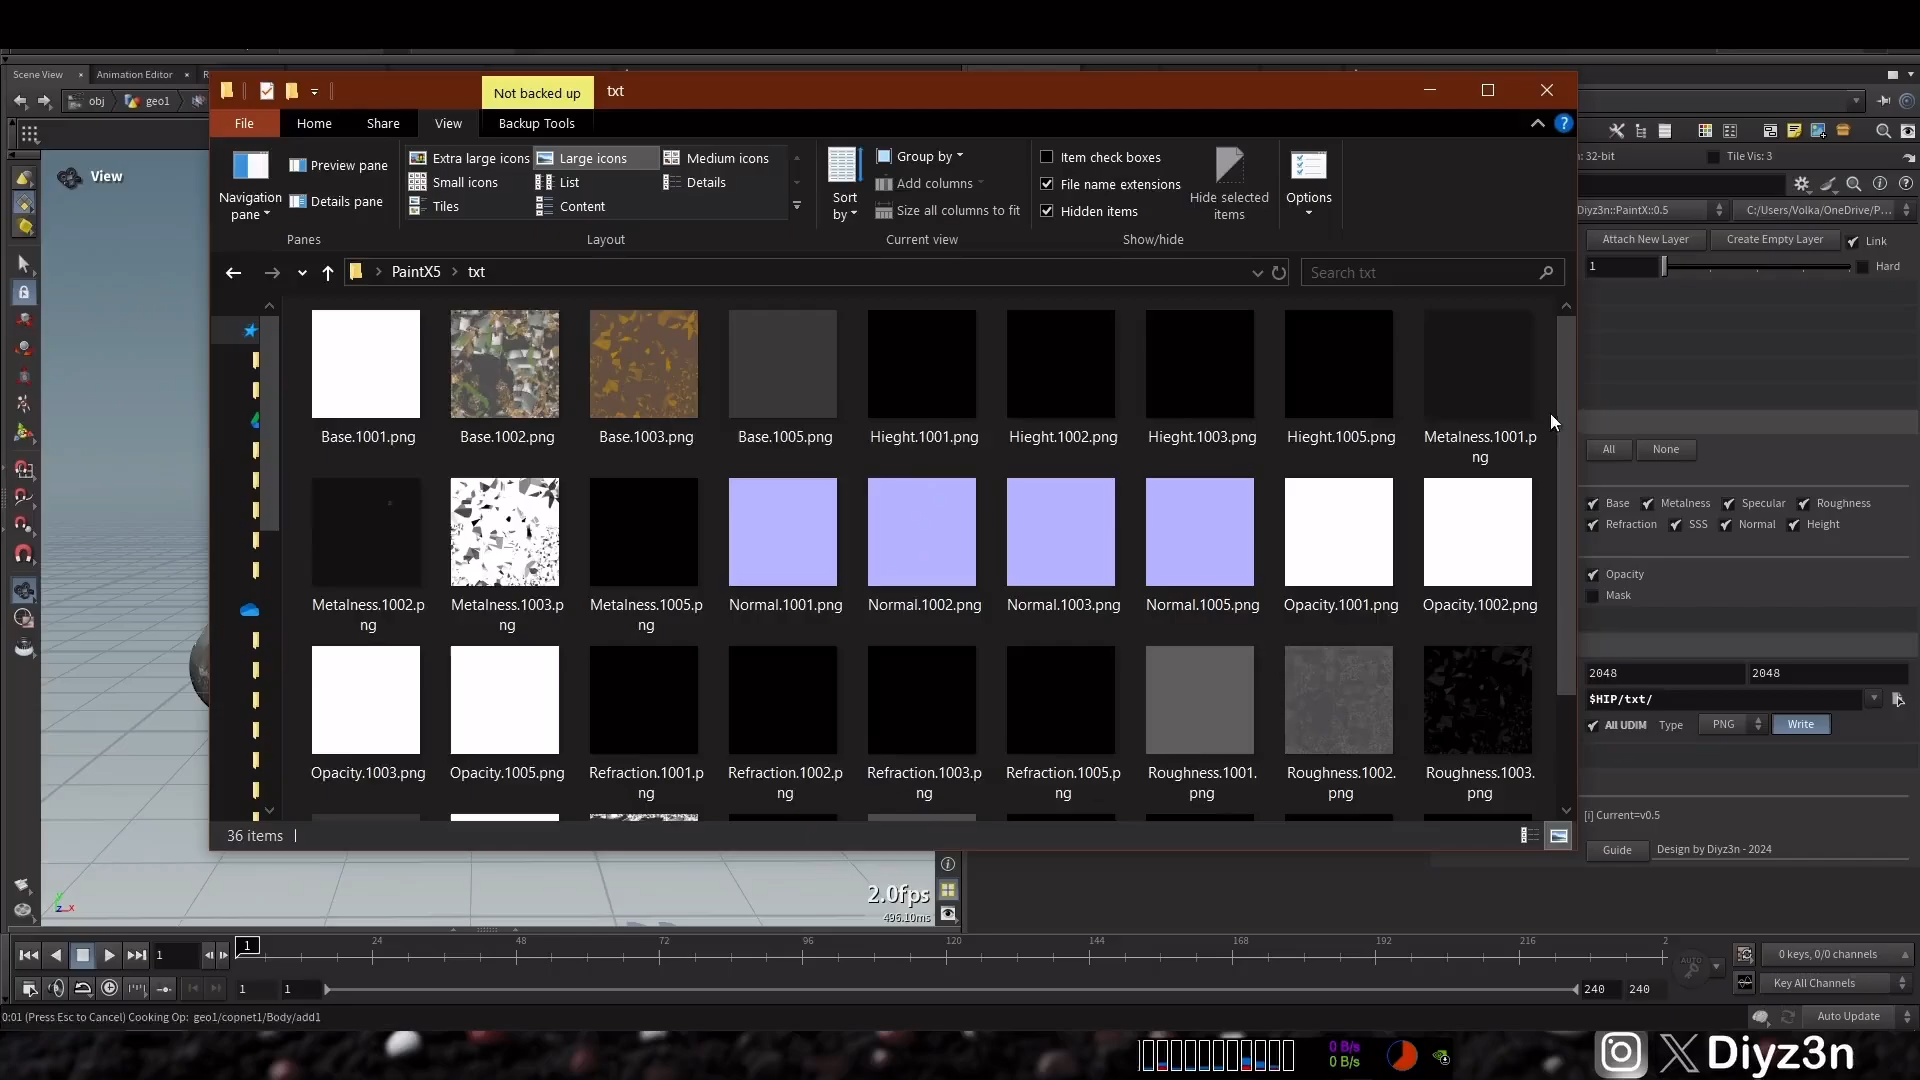 Scene View
Animation Editor
R
Not backed up
txt
obj
geo1
File
Home
Share
View
Backup Tools
View
Navigation pane
Preview pane
Details pane
Panes
Extra large icons
Large icons
Medium icons
Small icons
List
Details
Tiles
Content
Layout
Sort by
Group by
Add columns
Size all columns to fit
Current view
Item check boxes
File name extensions
Hidden items
Hide selected items
Show/hide
Options
PaintX5
txt
Search txt
Base.1001.png
Base.1002.png
Base.1003.png
Base.1005.png
Hieght.1001.png
Hieght.1002.png
Hieght.1003.png
Hieght.1005.png
Metalness.1001.p
ng
Metalness.1002.p
ng
Metalness.1003.p
ng
Metalness.1005.p
ng
Normal.1001.png
Normal.1002.png
Normal.1003.png
Normal.1005.png
Opacity.1001.png
Opacity.1002.png
Opacity.1003.png
Opacity.1005.png
Refraction.1001.p
ng
Refraction.1002.p
ng
Refraction.1003.p
ng
Refraction.1005.p
ng
Roughness.1001.
png
Roughness.1002.
png
Roughness.1003.
png
36 items
: 32-bit
Tile Vis: 3
Diyz3n::PaintX::0.5
C:/Users/Volka/OneDrive/P...
Attach New Layer
Create Empty Layer
Link
1
Hard
All
None
Base
Metalness
Specular
Roughness
Refraction
SSS
Normal
Height
Opacity
Mask
2048
2048
$HIP/txt/
All UDIM
Type
PNG
Write
[i] Current=v0.5
Guide
Design by Diyz3n - 2024
2.0fps
496.10ms
z x
y
1
1
24
48
72
96
120
144
168
192
216
2
AUTO
0 keys, 0/0 channels
1
1
240
240
Key All Channels
0:01 (Press Esc to Cancel) Cooking Op: geo1/copnet1/Body/add1
Auto Update
0 B/s
0 B/s
Diyz3n